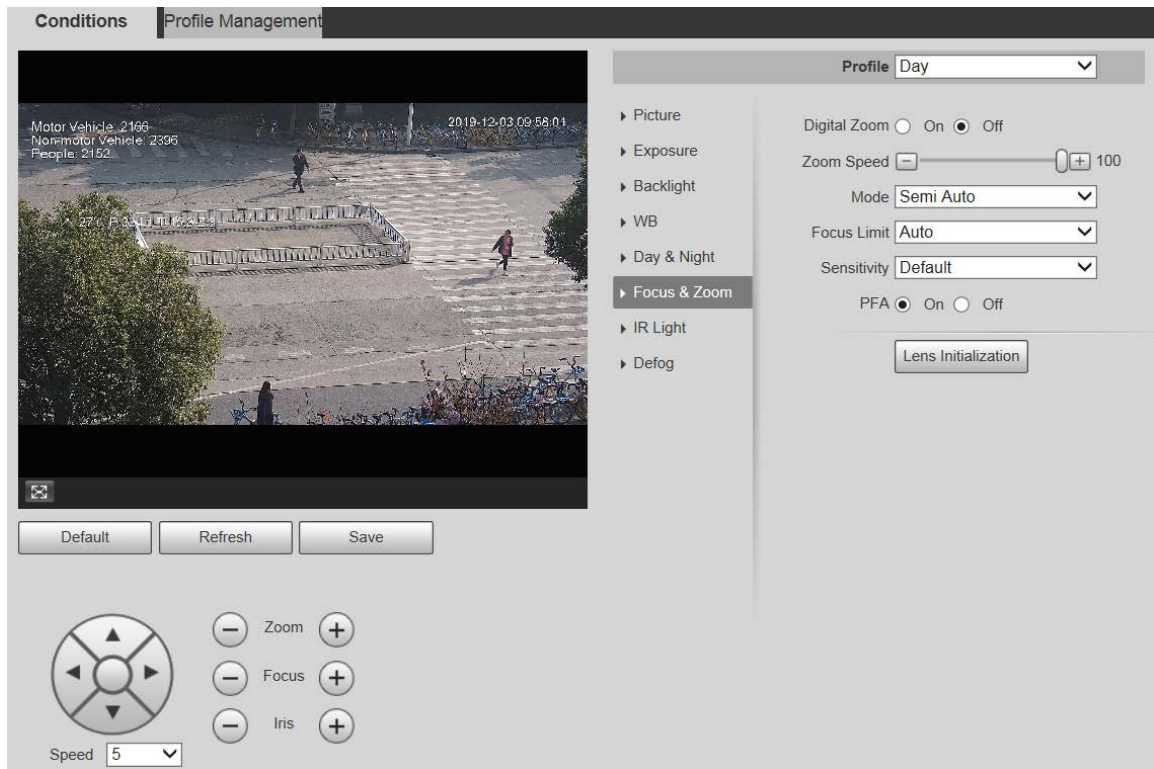 Conditions
Profile Management
Motor Vehicle: 2166
Non-motor Vehicle: 2396
People: 2152
2019-12-03 09:58:01
Profile Day
Picture
Exposure
Backlight
WB
Day & Night
Focus & Zoom
IR Light
Defog
Digital Zoom On Off
Zoom Speed 100
Mode Semi Auto
Focus Limit Auto
Sensitivity Default
PFA On Off
Lens Initialization
Default Refresh Save
Zoom
Focus
Iris
Speed 5